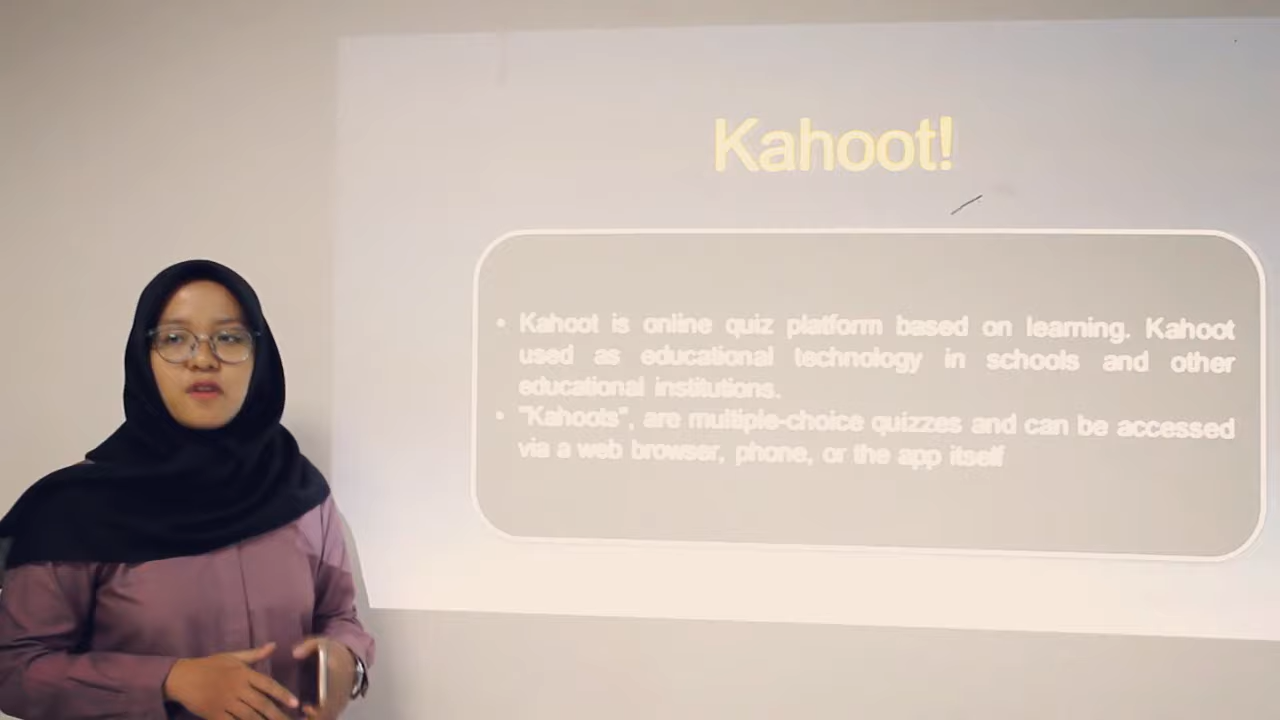 Kahoot!
• Kahoot is online quiz platform based on learning. Kahoot
used as educational technology in schools and other
educational institutions.
• "Kahoots", are multiple-choice quizzes and can be accessed
via a web browser, phone, or the app itself